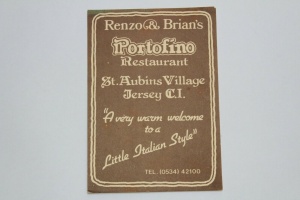 Renzo & Brian's
Portofino
Restaurant
St. Aubins Village
Jersey C.I.
"A very warm welcome
to a
Little Italian Style"
TEL. (0534) 42100